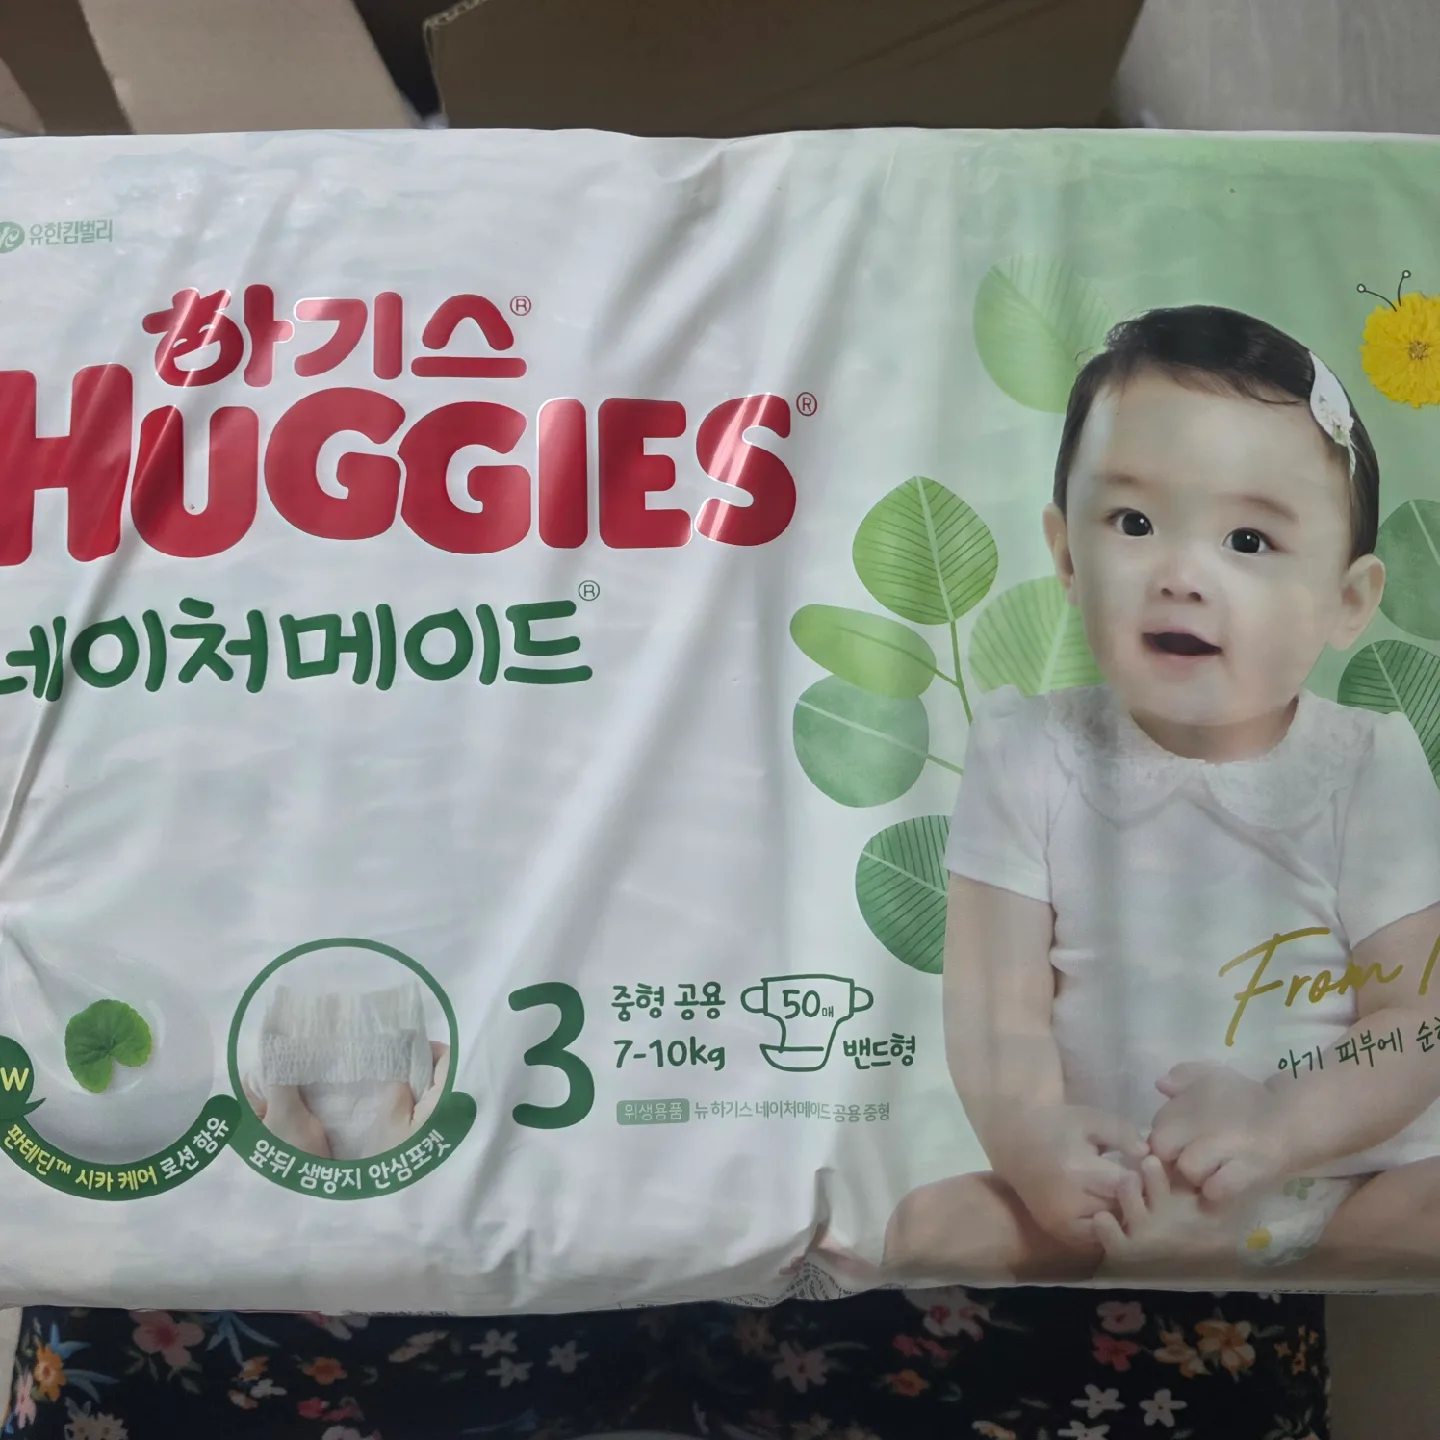 유한킴벌리
하기스®
HUGGIES®
네이처메이드®
판테딘™ 시카 케어 로션 함유
앞뒤 샘방지 안심포켓
3
중형 공용
7-10kg
50매
밴드형
위생용품 뉴 하기스 네이처메이드 공용 중형
From
아기 피부에